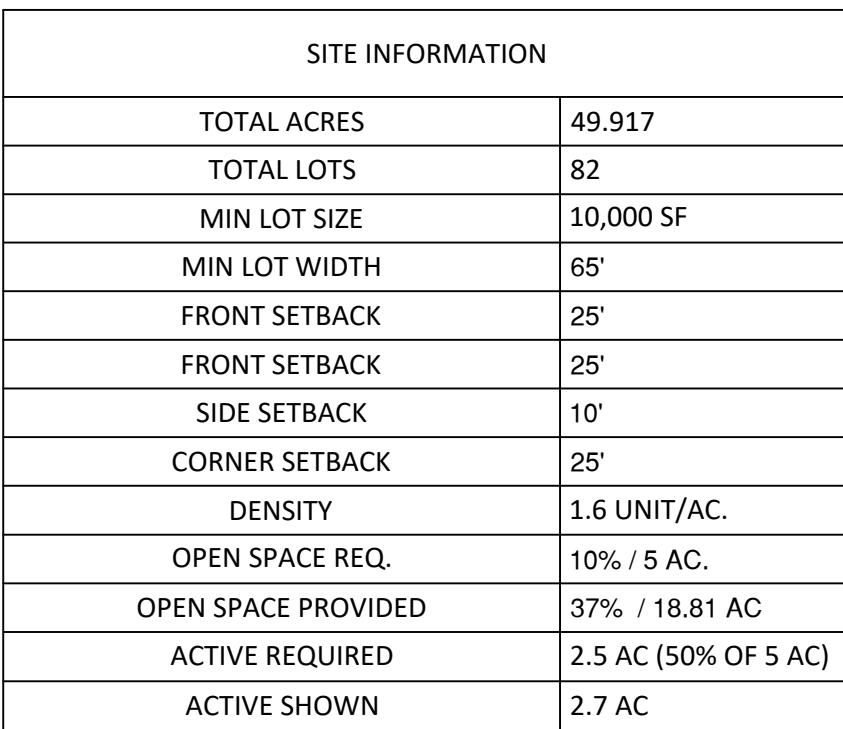 SITE INFORMATION
TOTAL ACRES 49.917
TOTAL LOTS 82
MIN LOT SIZE 10,000 SF
MIN LOT WIDTH 65'
FRONT SETBACK 25'
FRONT SETBACK 25'
SIDE SETBACK 10'
CORNER SETBACK 25'
DENSITY 1.6 UNIT/AC.
OPEN SPACE REQ. 10% / 5 AC.
OPEN SPACE PROVIDED 37% / 18.81 AC
ACTIVE REQUIRED 2.5 AC (50% OF 5 AC)
ACTIVE SHOWN 2.7 AC